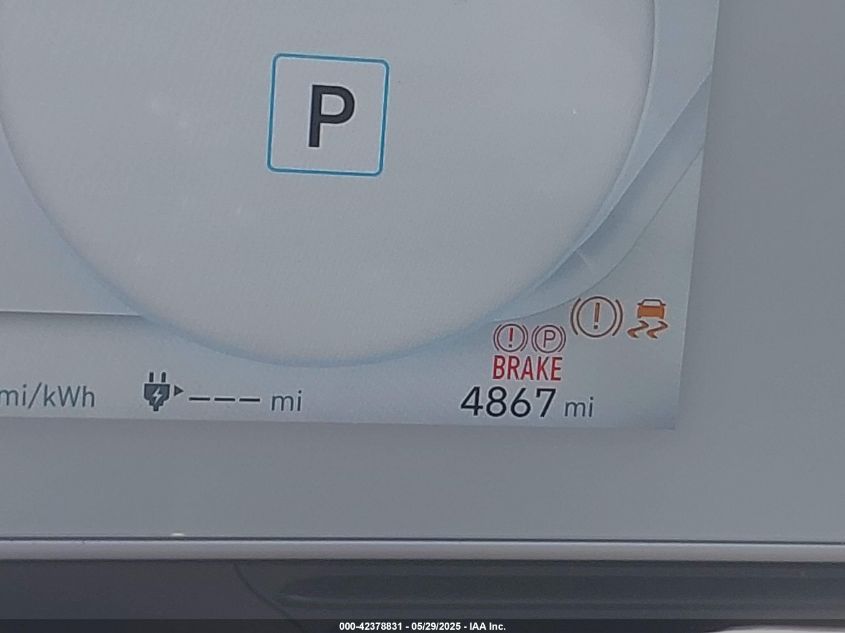 P
(!) (P) (!)
BRAKE
mi/kWh
--- mi
4867 mi
000-42378831 - 05/29/2025 - IAA Inc.